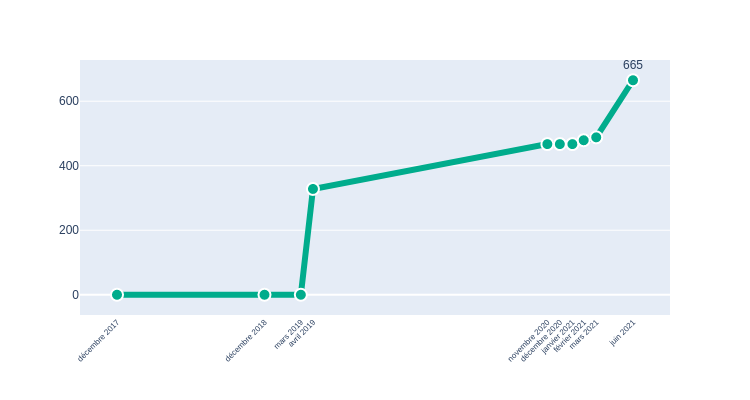 665
600
400
200
0
décembre 2017
décembre 2018
mars 2019
avril 2019
novembre 2020
décembre 2020
janvier 2021
février 2021
mars 2021
juin 2021